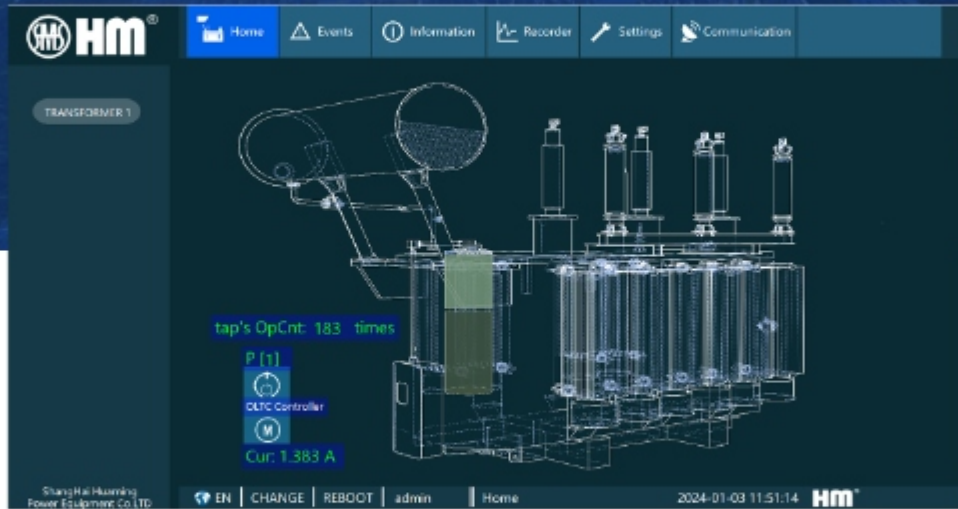 SMS HM®
Home
Events
Information
Recorder
Settings
Communication
TRANSFORMER 1
tap's OpCnt: 183 times
P [1]
OLTC Controller
M
Cur: 1.383 A
ShangHai Huaming
Power Equipment Co.LTD
EN CHANGE REBOOT admin Home 2024-01-03 11:51:14 HM